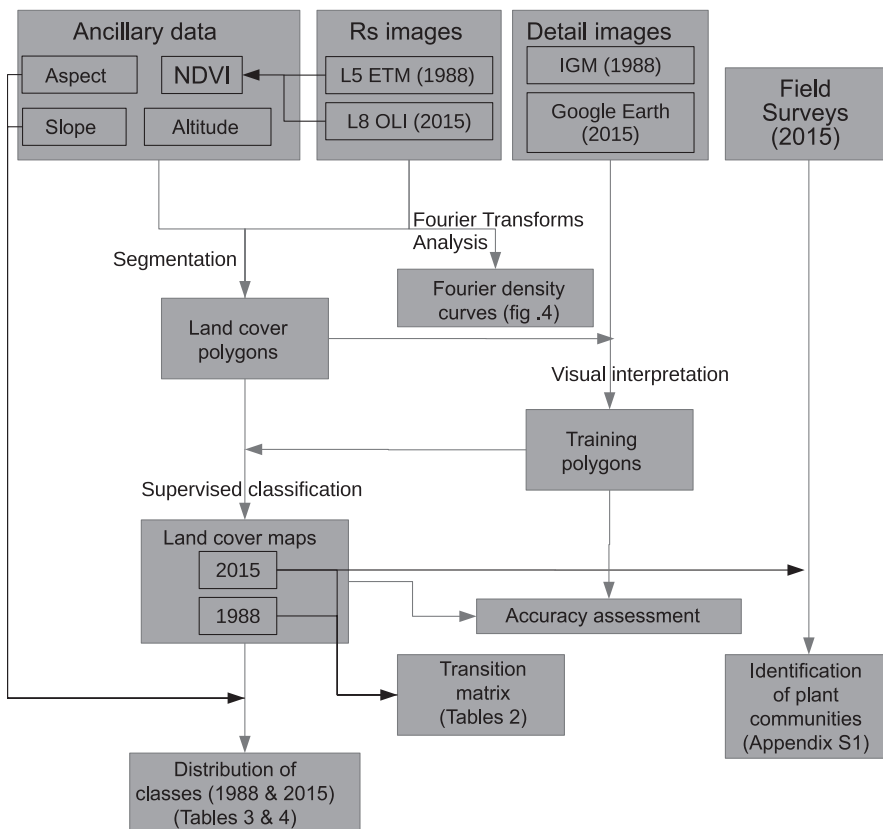 Ancillary data
Aspect
NDVI
Slope
Altitude
Rs images
L5 ETM (1988)
L8 OLI (2015)
Detail images
IGM (1988)
Google Earth
(2015)
Field
Surveys
(2015)
Fourier Transforms
Analysis
Segmentation
Fourier density
curves (fig .4)
Land cover
polygons
Visual interpretation
Training
polygons
Supervised classification
Land cover maps
2015
1988
Accuracy assessment
Transition
matrix
(Tables 2)
Identification
of plant
communities
(Appendix S1)
Distribution of
classes (1988 & 2015)
(Tables 3 & 4)